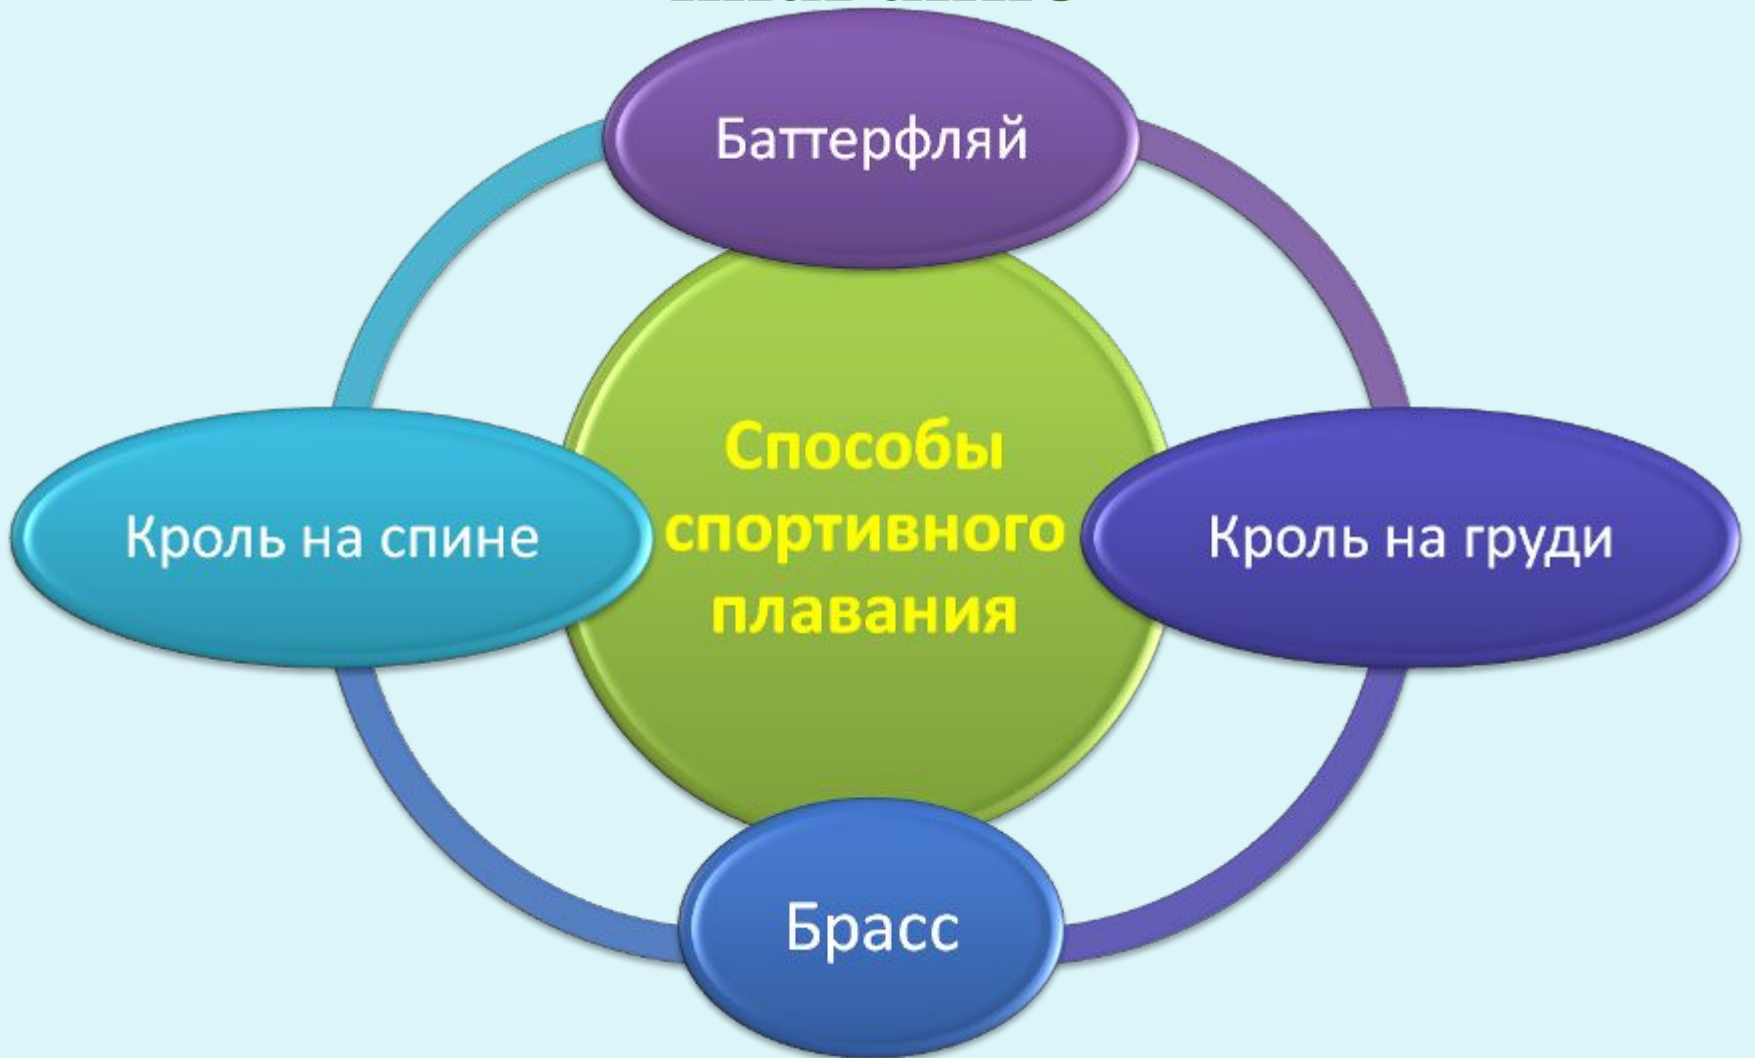 Баттерфляй
Способы
спортивного
плавания
Кроль на спине
Кроль на груди
Брасс